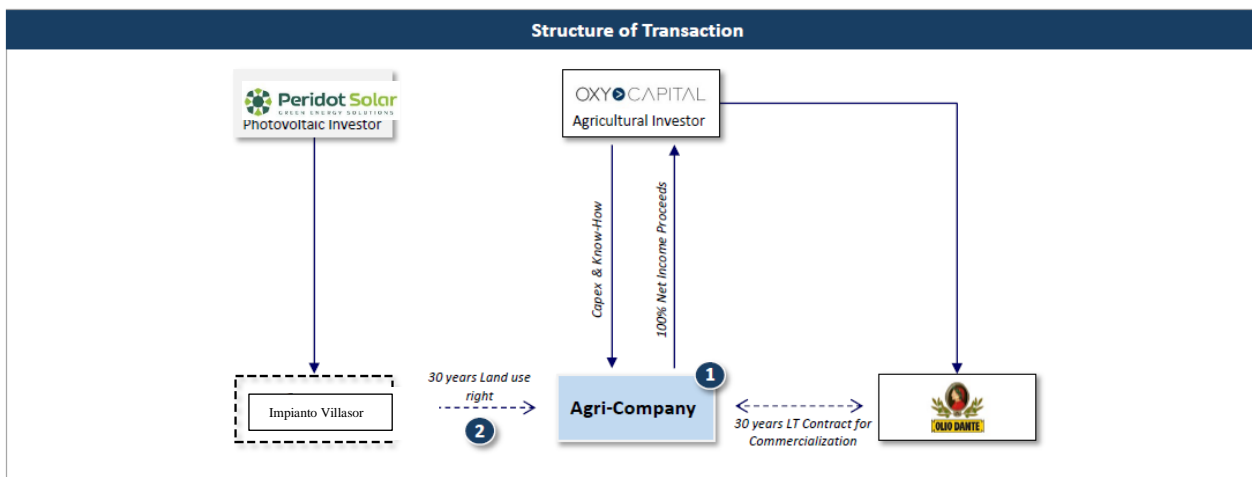 Structure of Transaction
Peridot Solar
GREEN ENERGY SOLUTIONS
Photovoltaic Investor
OXY CAPITAL
Agricultural Investor
Capex & Know-How
100% Net Income Proceeds
Impianto Villasor
30 years Land use
right
2
Agri-Company
1
30 years LT Contract for
Commercialization
OLIO DANTE